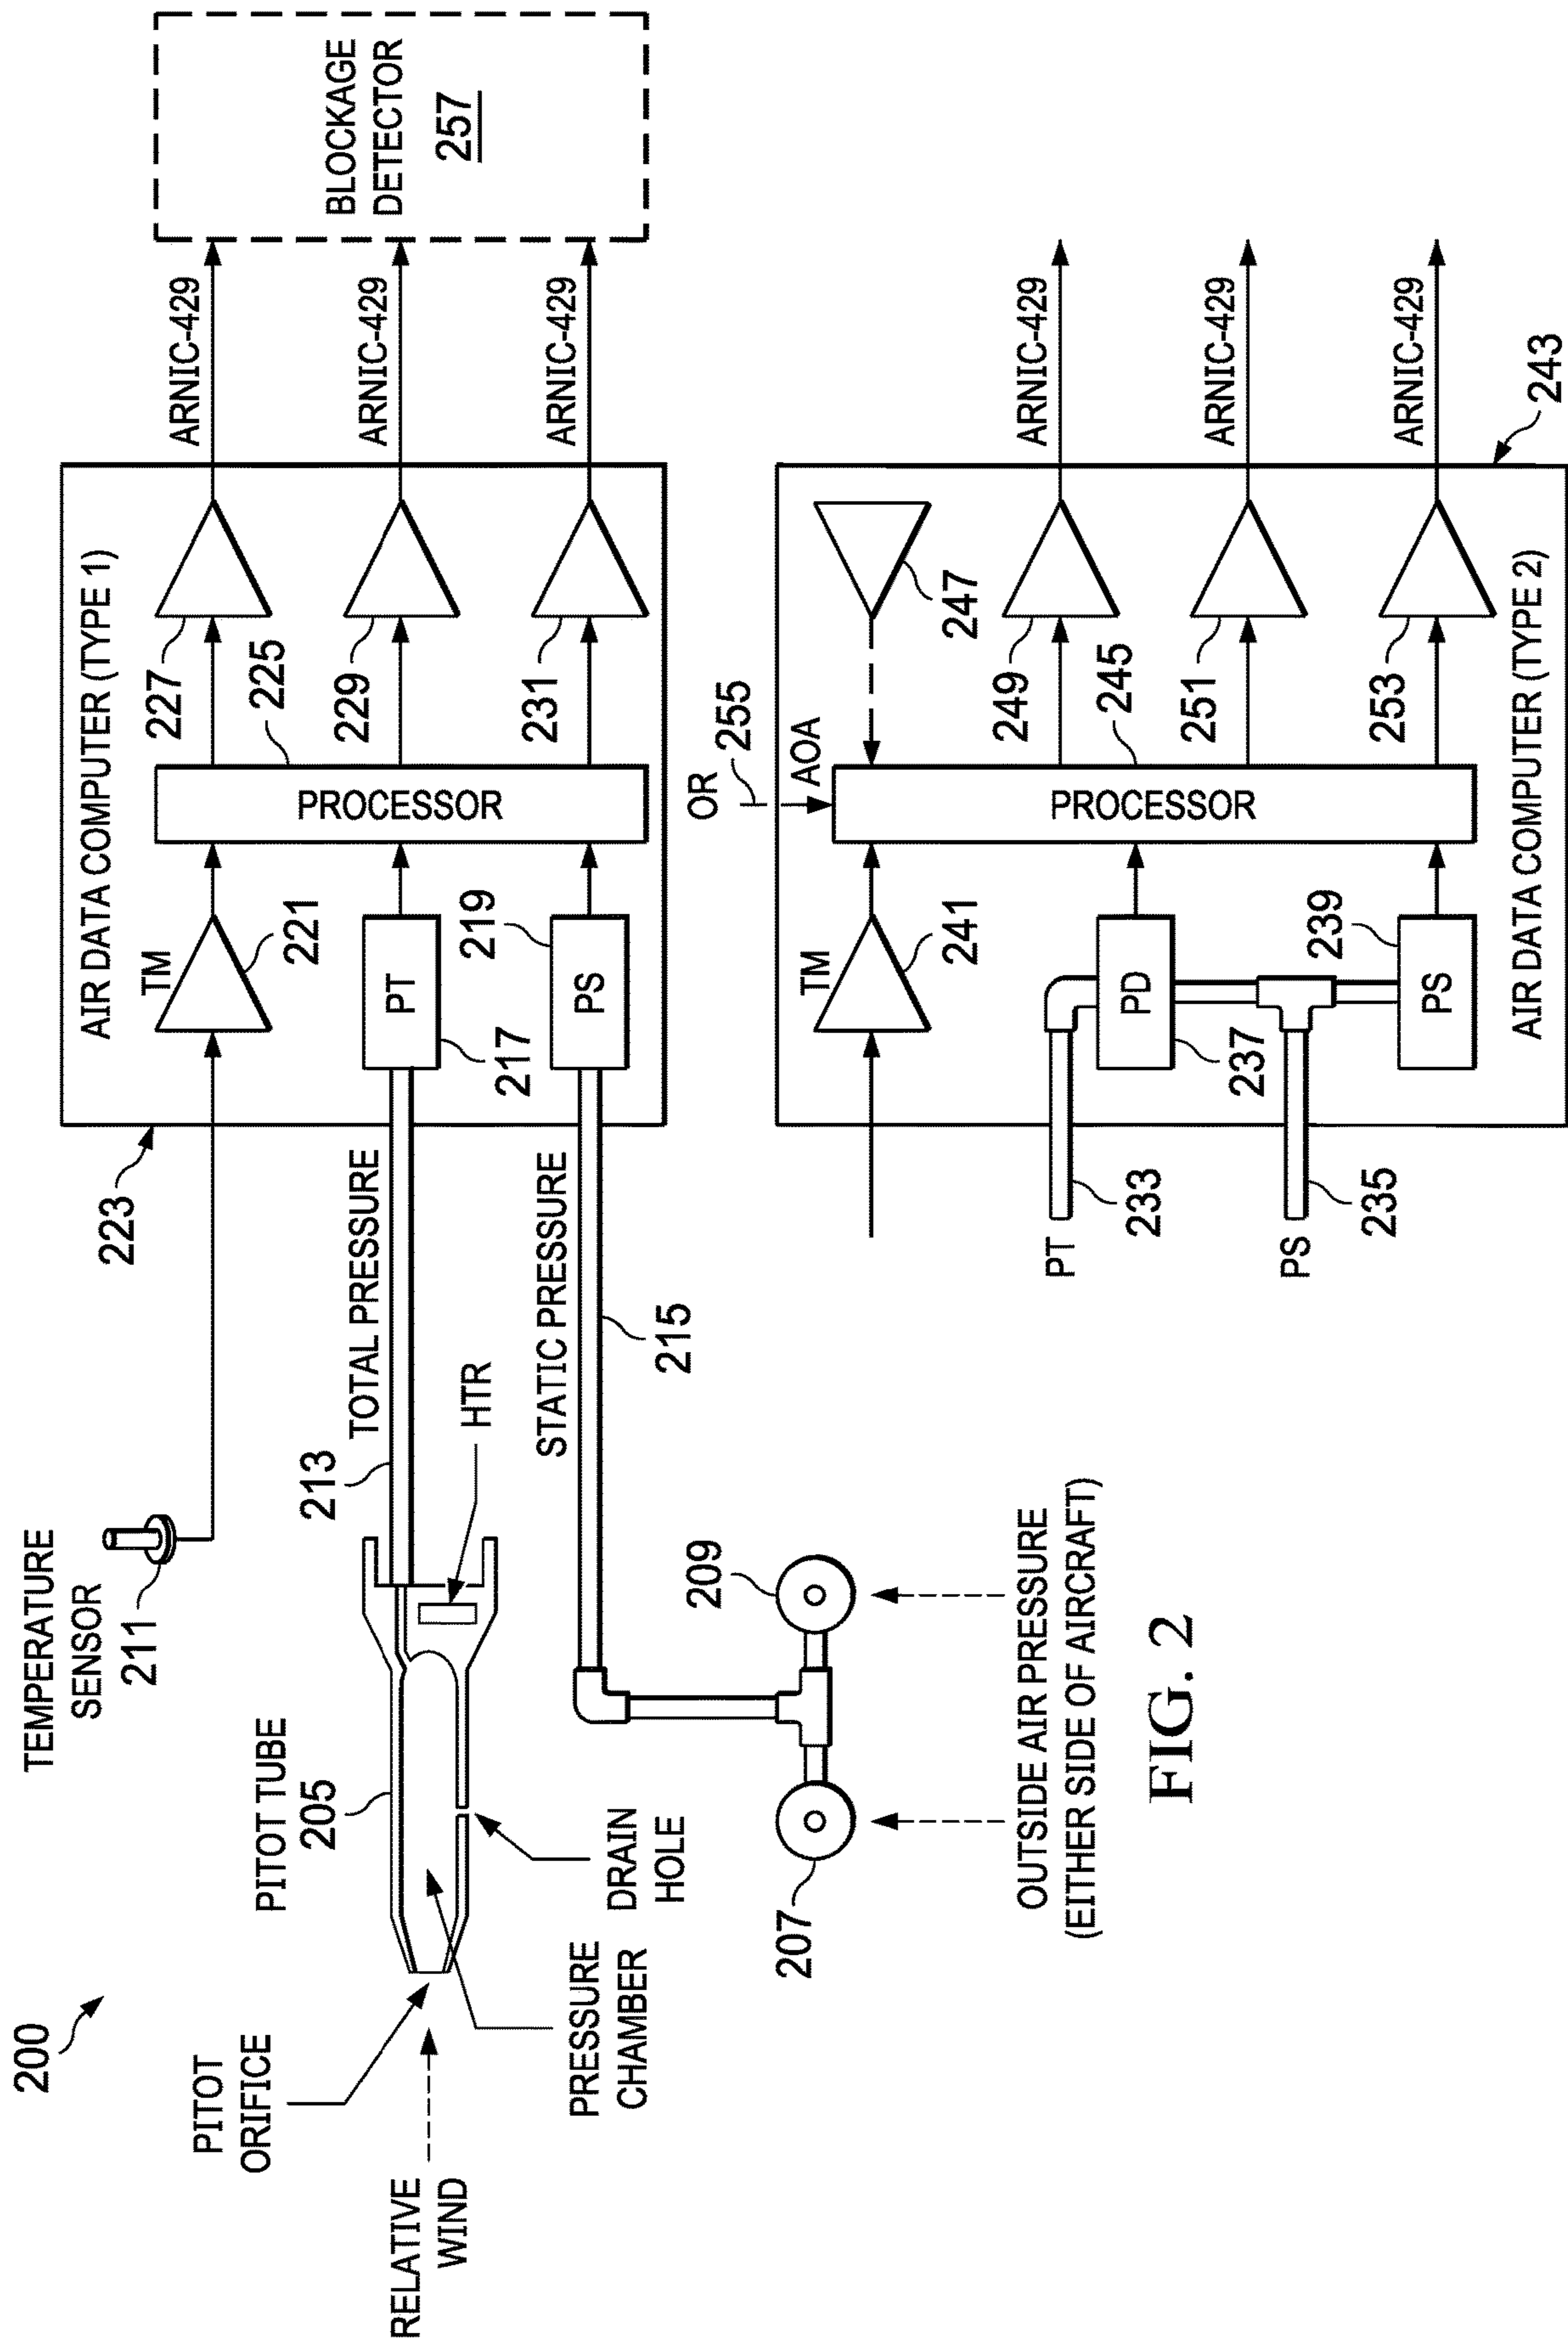 200
TEMPERATURE
SENSOR
211
PITOT
ORIFICE
RELATIVE
WIND
PITOT TUBE
205
PRESSURE
CHAMBER
DRAIN
HOLE
213
HTR
TOTAL PRESSURE
STATIC PRESSURE
215
207
209
OUTSIDE AIR PRESSURE
(EITHER SIDE OF AIRCRAFT)
223
AIR DATA COMPUTER (TYPE 1)
TM
221
PT
217
219
PS
PROCESSOR
225
227
229
231
ARNIC-429
ARNIC-429
ARNIC-429
BLOCKAGE
DETECTOR
257
OR
255
AOA
TM
241
PT
233
PS
235
PD
237
239
PS
PROCESSOR
245
247
249
251
253
ARNIC-429
ARNIC-429
ARNIC-429
AIR DATA COMPUTER (TYPE 2)
243
FIG. 2